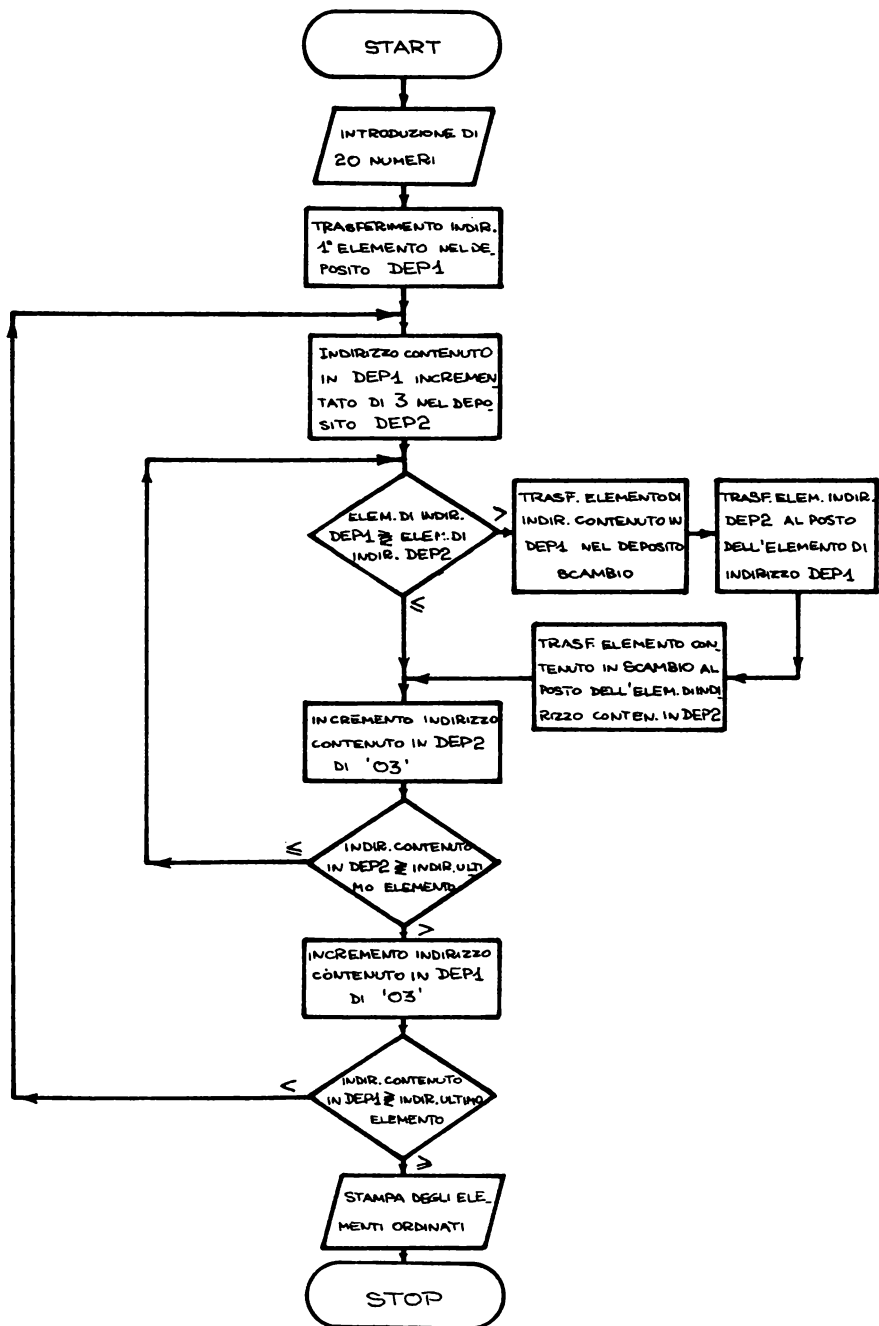 START
INTRODUZIONE DI
20 NUMERI
TRASFERIMENTO INDIR.
1° ELEMENTO NEL DE_
POSITO DEP1
INDIRIZZO CONTENUTO
IN DEP1 INCREMEN_
TATO DI 3 NEL DEPO_
SITO DEP2
ELEM. DI INDIR.
DEP1 ⪌ ELEM. DI
INDIR. DEP2
>
TRASF. ELEMENTO DI
INDIR. CONTENUTO IN
DEP1 NEL DEPOSITO
SCAMBIO
TRASF. ELEM. INDIR.
DEP2 AL POSTO
DELL'ELEMENTO DI
INDIRIZZO DEP1
≤
TRASF. ELEMENTO CON_
TENUTO IN SCAMBIO AL
POSTO DELL'ELEM. DI INDI_
RIZZO CONTEN. IN DEP2
INCREMENTO INDIRIZZO
CONTENUTO IN DEP2
DI '03'
INDIR. CONTENUTO
IN DEP2 ⪌ INDIR. ULTI_
MO ELEMENTO
≤
>
INCREMENTO INDIRIZZO
CONTENUTO IN DEP1
DI '03'
INDIR. CONTENUTO
IN DEP1 ⪌ INDIR. ULTIMO
ELEMENTO
<
≥
STAMPA DEGLI ELE_
MENTI ORDINATI
STOP